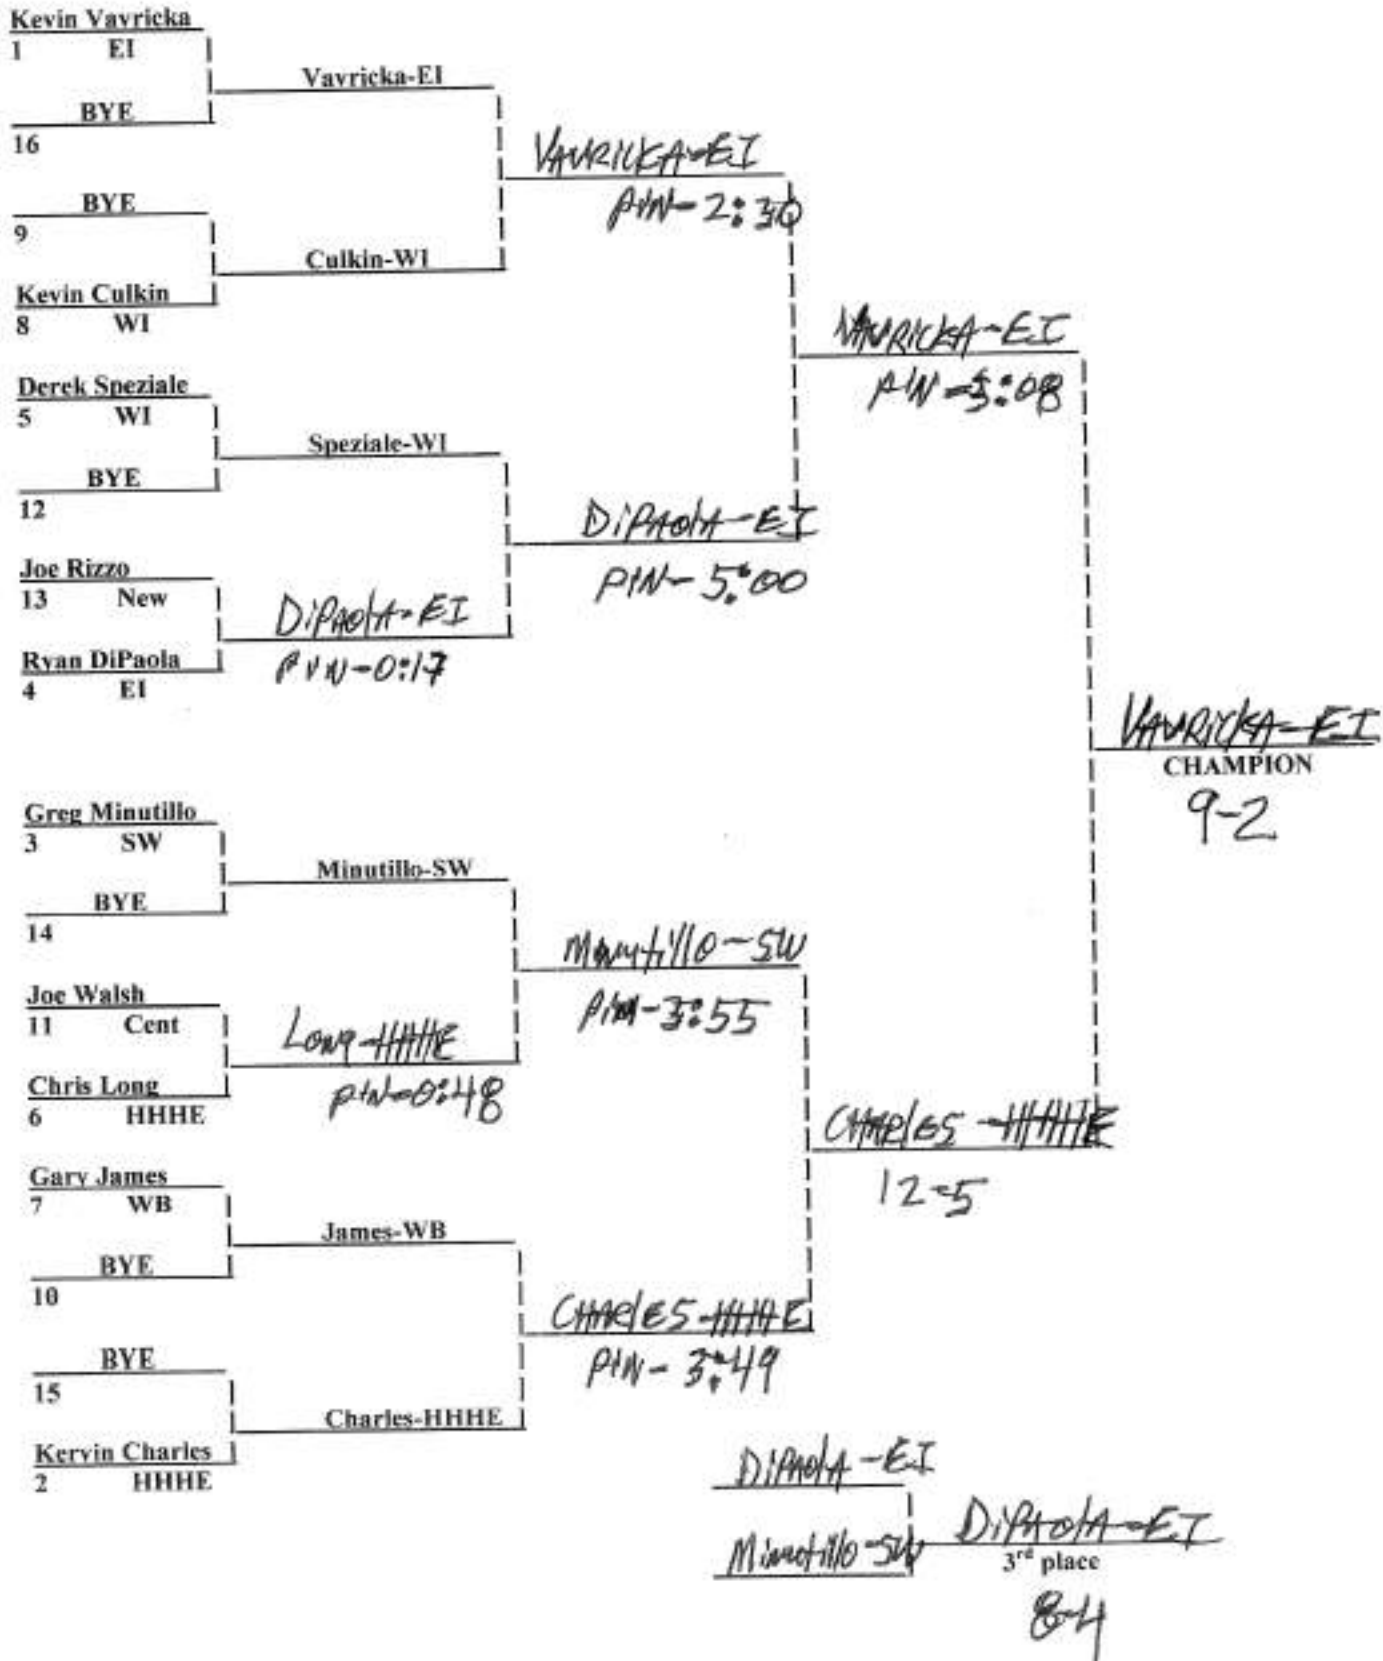 Kevin Vavricka
1 EI
Vavricka-EI
BYE
16
VAVRICKA-EI
PIN-2:30
BYE
9
Culkin-WI
Kevin Culkin
8 WI
VAVRICKA-EI
PIN-5:08
Derek Speziale
5 WI
Speziale-WI
BYE
12
DiPAolA-EI
PIN-5:00
Joe Rizzo
13 New
DiPAolA-EI
PIN-0:17
Ryan DiPaola
4 EI
VAVRICKA-EI
CHAMPION
9-2
Greg Minutillo
3 SW
Minutillo-SW
BYE
14
Minutillo-SW
PIN-3:55
Joe Walsh
11 Cent
Long-HHHE
PIN-0:48
Chris Long
6 HHHE
CHARlES-HHHE
12-5
Gary James
7 WB
James-WB
BYE
10
CHARlES-HHHE
PIN-3:49
BYE
15
Charles-HHHE
Kervin Charles
2 HHHE
DiPAolA-EI
Minutillo-SW
DiPAolA-EI
3rd place
8-4